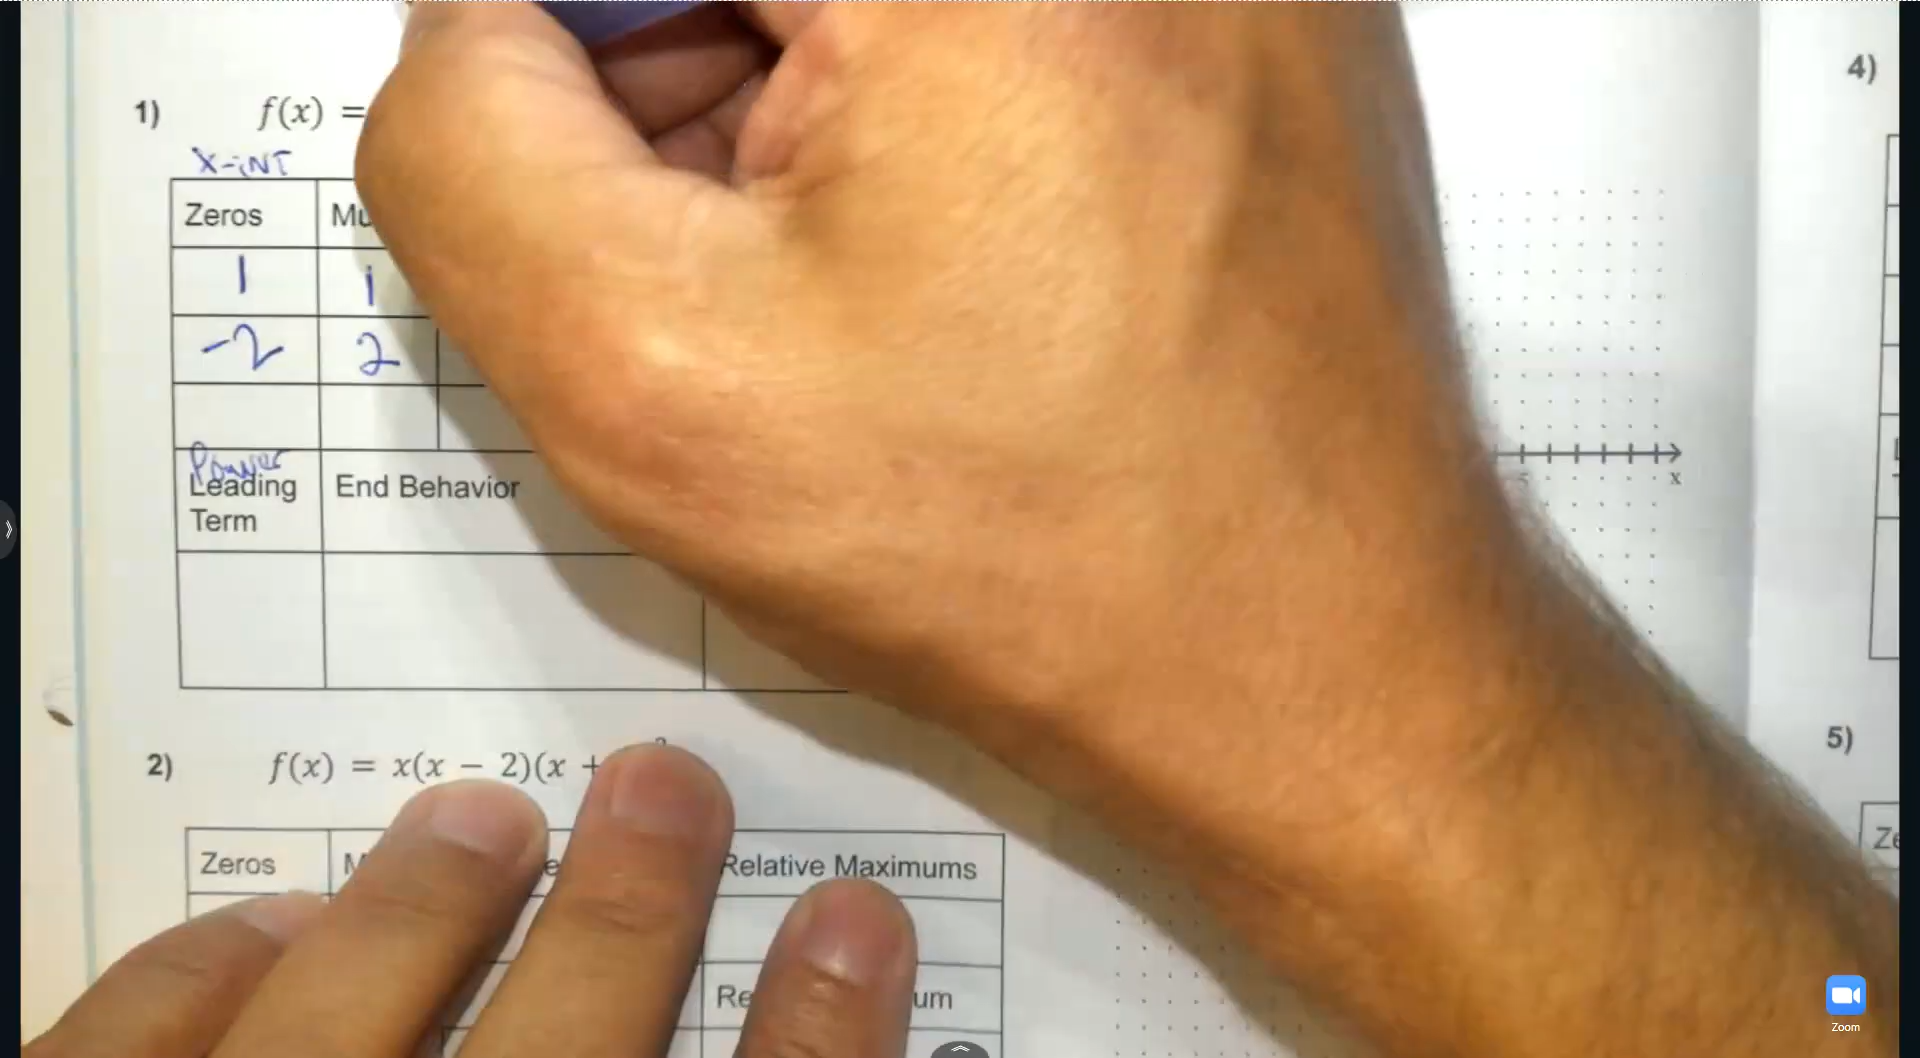 4)
1) f(x) =
X-INT
Zeros Mu
1 1
-2 2
Power
Leading Term End Behavior
x
2) f(x) = x(x − 2)(x +
Zeros M Relative Maximums
Re um
5)
Ze
Zoom